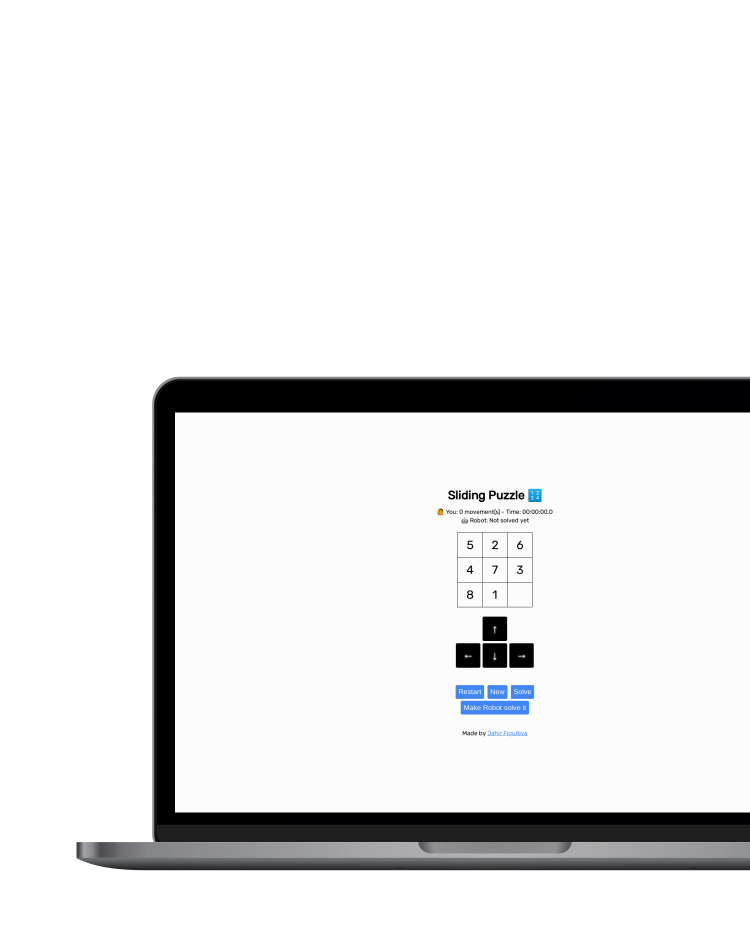 Sliding Puzzle 🔢
🙋 You: 0 movement(s) - Time: 00:00:00.0
🤖 Robot: Not solved yet
5 2 6
4 7 3
8 1
↑
← ↓ →
Restart New Solve
Make Robot solve it
Made by Jahir Fiquitiva